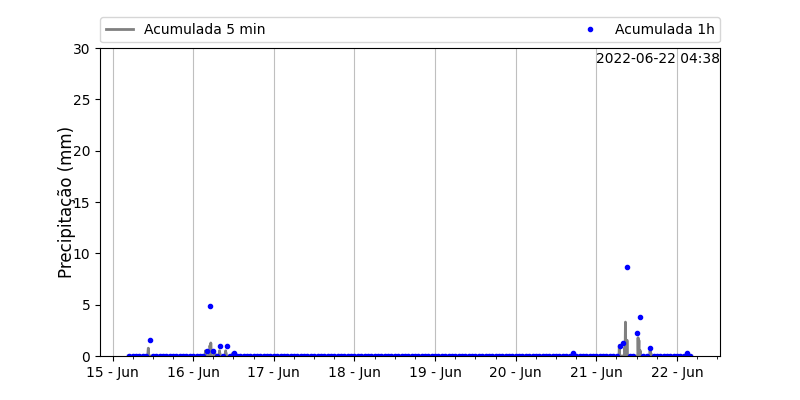 Acumulada 5 min
Acumulada 1h
2022-06-22 04:38
Precipitação (mm)
30
25
20
15
10
5
0
15 - Jun 16 - Jun 17 - Jun 18 - Jun 19 - Jun 20 - Jun 21 - Jun 22 - Jun